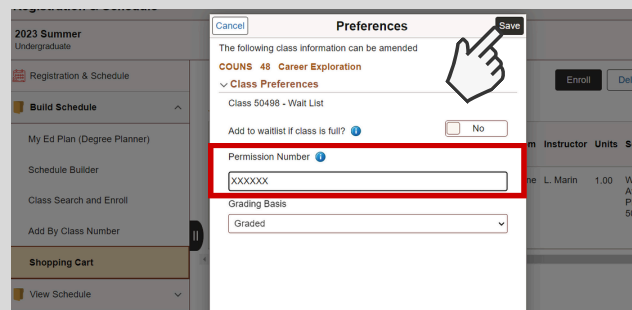 Registration & Schedule
2023 Summer
Undergraduate
Registration & Schedule
Build Schedule
My Ed Plan (Degree Planner)
Schedule Builder
Class Search and Enroll
Add By Class Number
Shopping Cart
View Schedule
Cancel
Preferences
Save
The following class information can be amended
COUNS 48 Career Exploration
Class Preferences
Class 50498 - Wait List
Add to waitlist if class is full?
No
Permission Number
XXXXXX
Grading Basis
Graded
Enroll
Del
m Instructor Units S
ne L. Marin 1.00 W
A
P
50